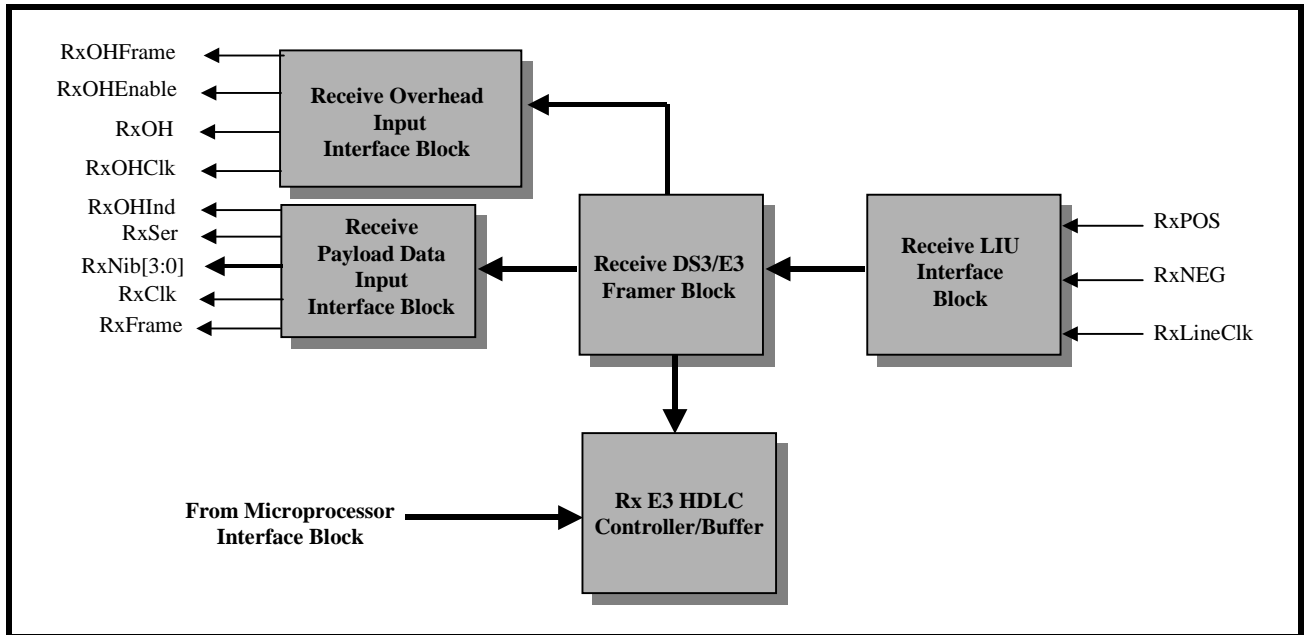 RxOHFrame
RxOHEnable
RxOH
RxOHClk
RxOHInd
RxSer
RxNib[3:0]
RxClk
RxFrame
Receive Overhead
Input
Interface Block
Receive
Payload Data
Input
Interface Block
Receive DS3/E3
Framer Block
Receive LIU
Interface
Block
RxPOS
RxNEG
RxLineClk
From Microprocessor
Interface Block
Rx E3 HDLC
Controller/Buffer